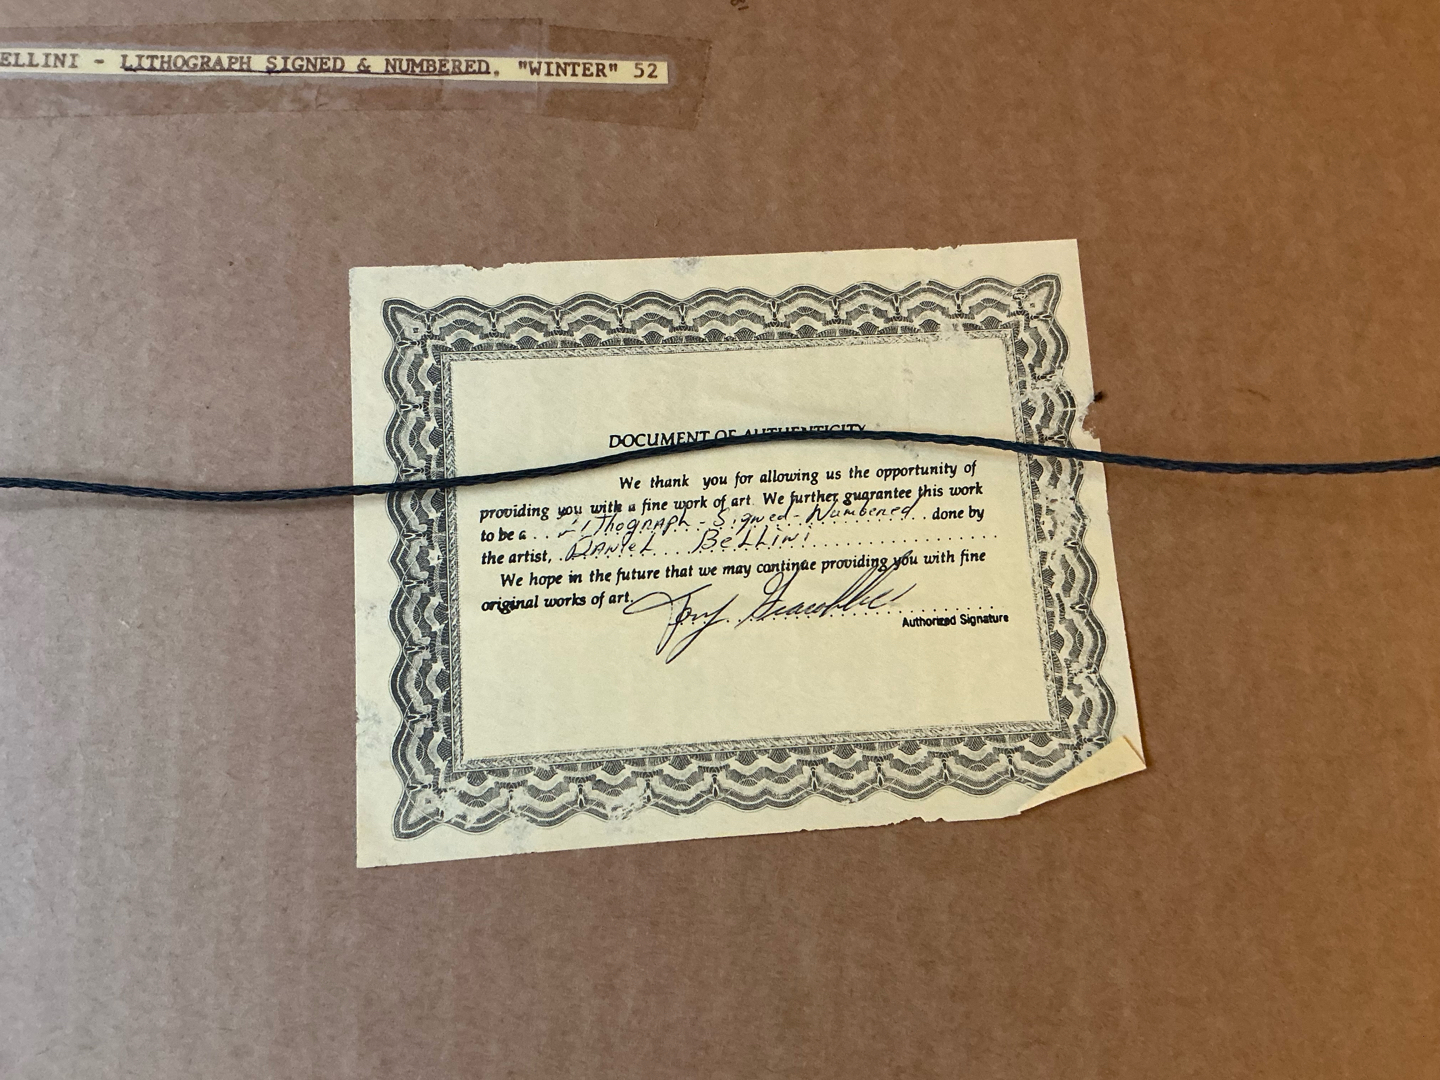 ELLINI - LITHOGRAPH SIGNED & NUMBERED, "WINTER" 52
DOCUMENT OF AUTHENTICITY
We thank you for allowing us the opportunity of
providing you with a fine work of art. We further guarantee this work
to be a . . Lithograph - Signed - Numbered . . done by
the artist, . Daniel Bellini . . . . . . . . . . . . . . . . .
We hope in the future that we may continue providing you with fine
original works of art. Tony
Authorized Signature